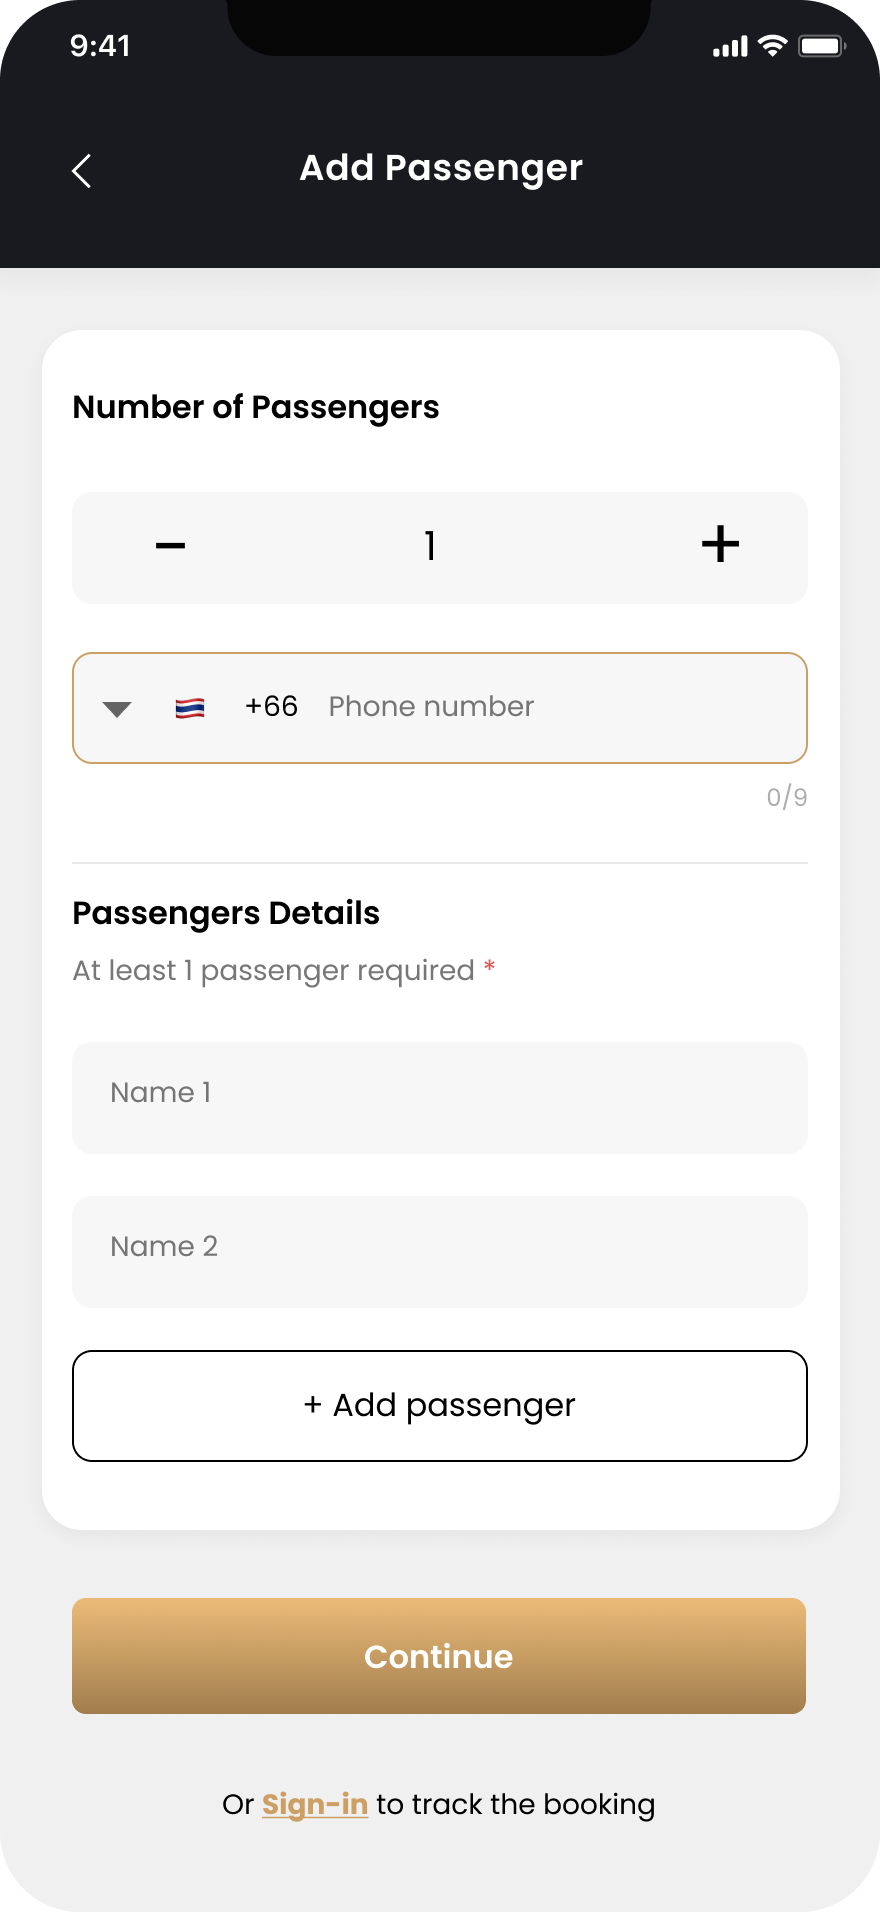 9:41
Add Passenger
Number of Passengers
− 1 +
+66 Phone number
0/9
Passengers Details
At least 1 passenger required *
Name 1
Name 2
+ Add passenger
Continue
Or Sign-in to track the booking